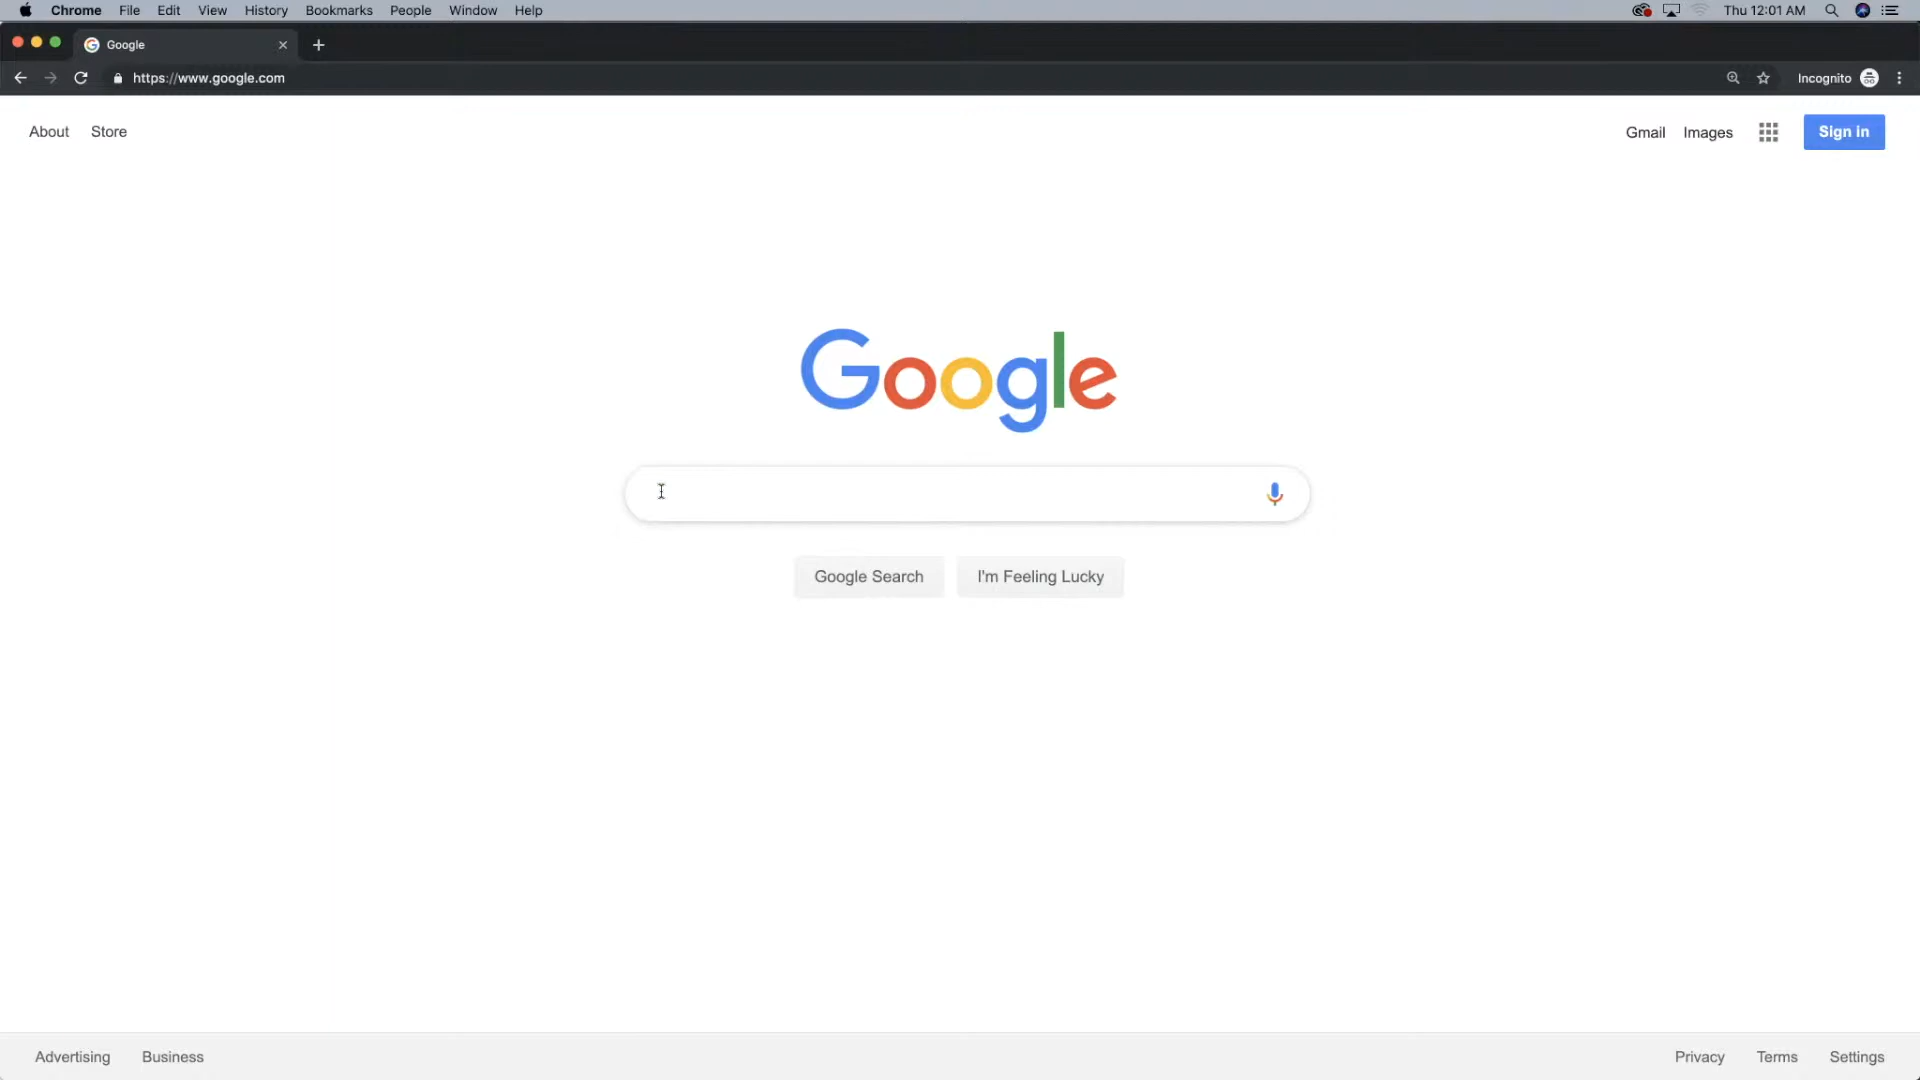 Chrome File Edit View History Bookmarks People Window Help Thu 12:01 AM
Google
https://www.google.com Incognito
About Store Gmail Images Sign in
Google
Google Search I'm Feeling Lucky
Advertising Business Privacy Terms Settings